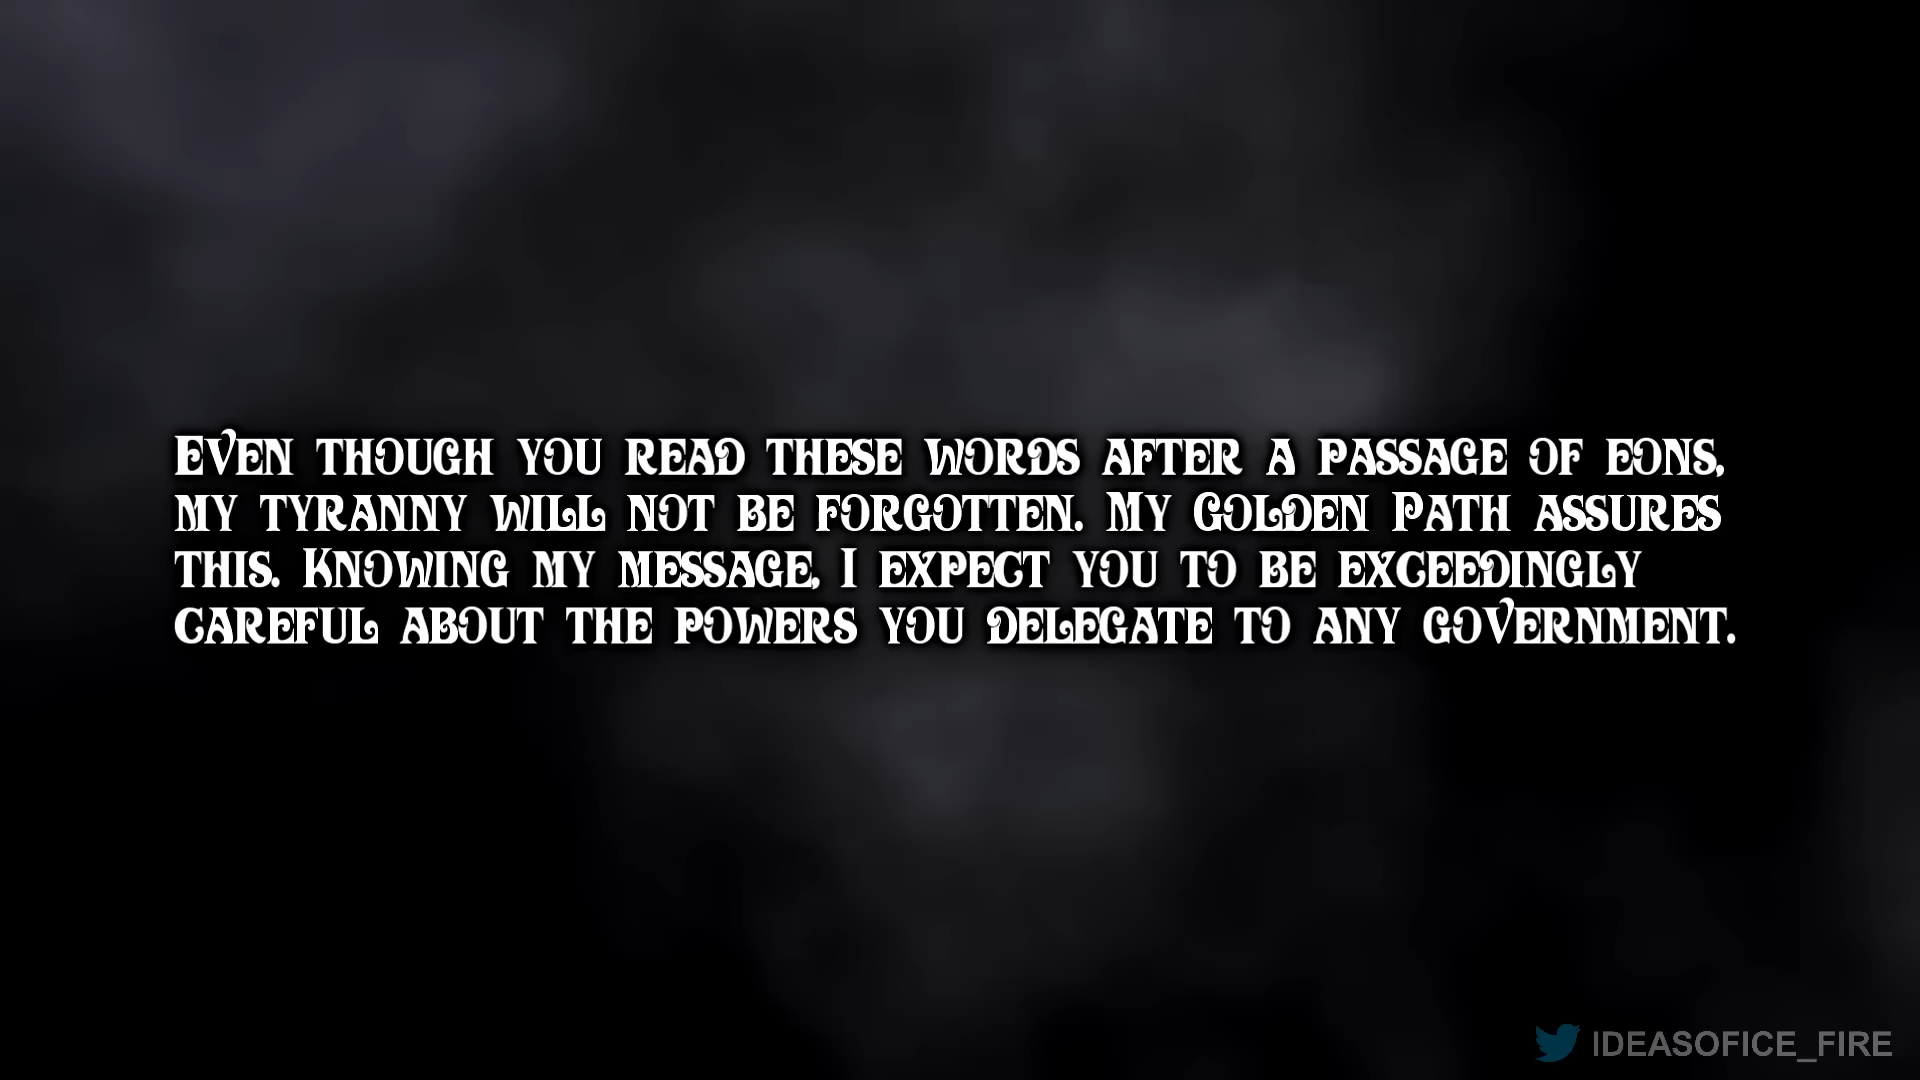 Even though you read these words after a passage of eons,
my tyranny will not be forgotten. My Golden Path assures
this. Knowing my message, I expect you to be exceedingly
careful about the powers you delegate to any government.
IDEASOFICE_FIRE